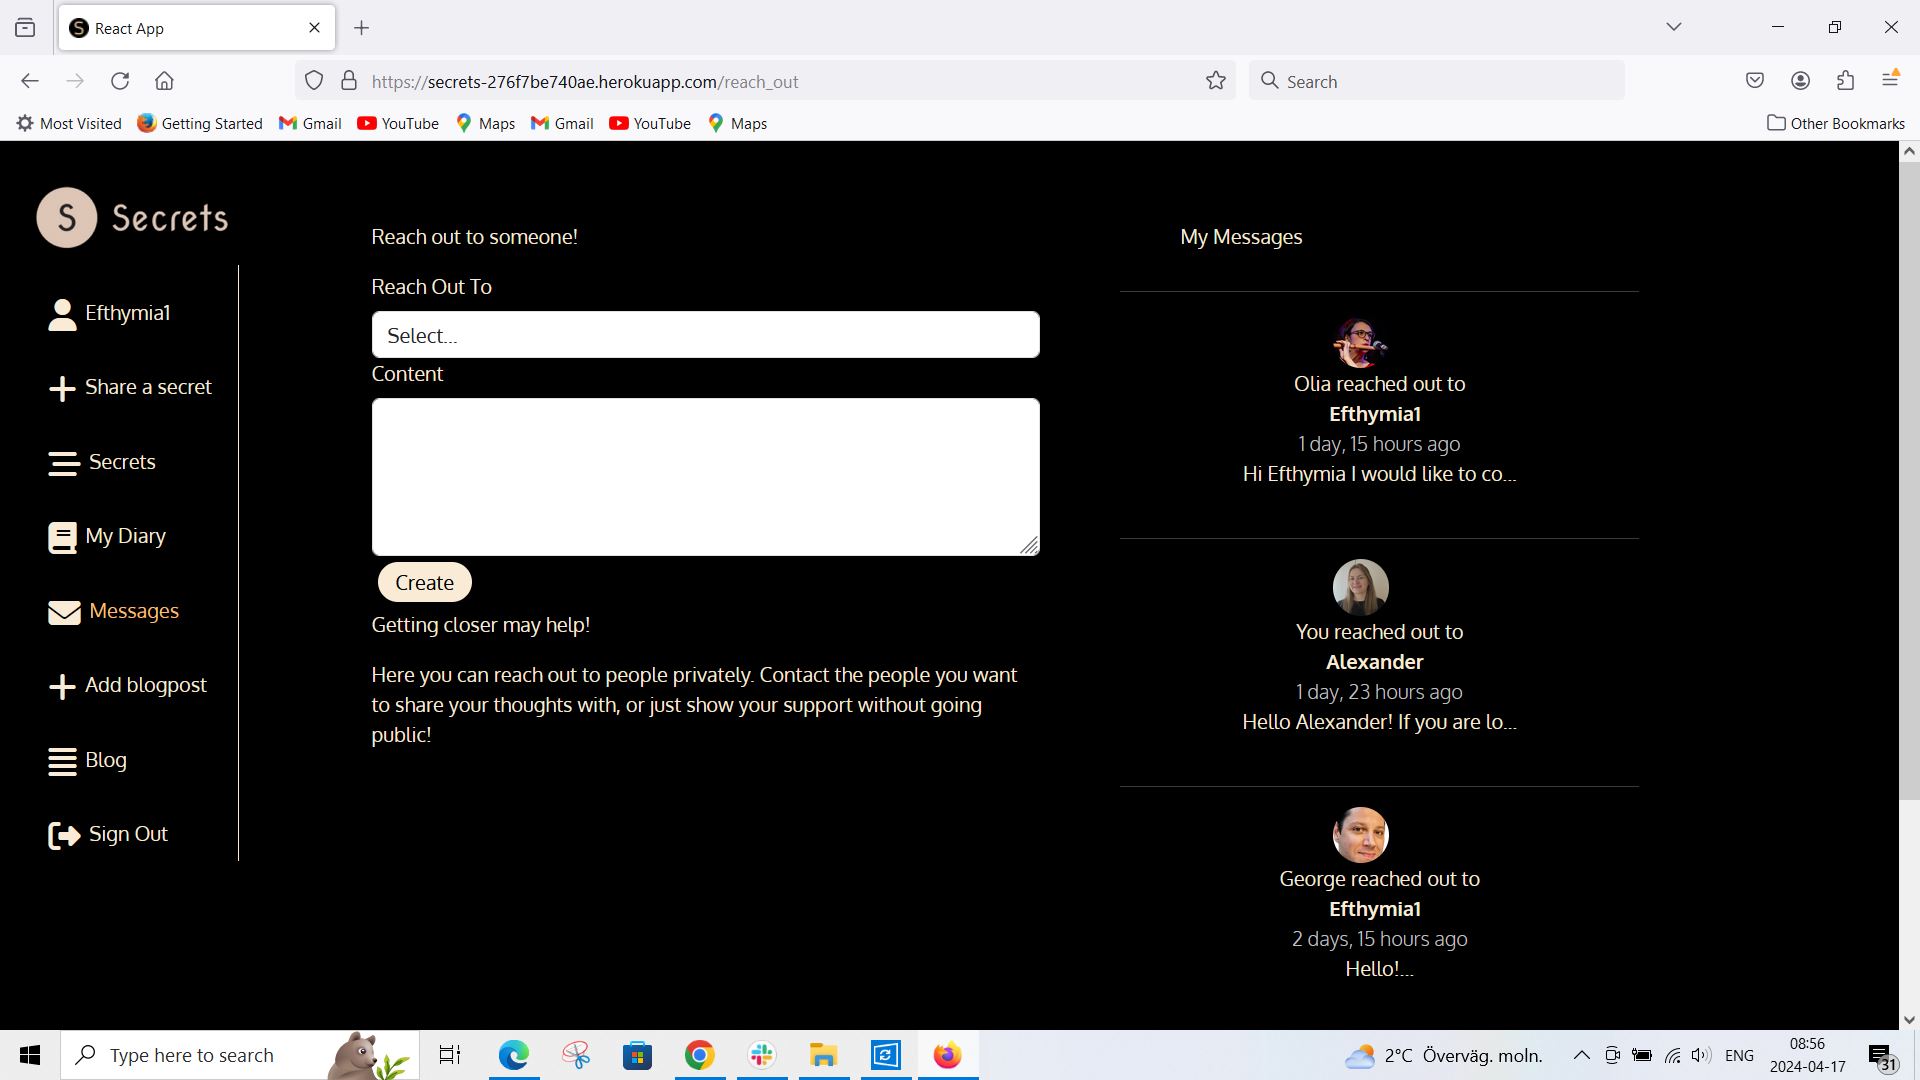 React App
https://secrets-276f7be740ae.herokuapp.com/reach_out
Search
Most Visited
Getting Started
Gmail
YouTube
Maps
Gmail
YouTube
Maps
Other Bookmarks
S Secrets
Efthymia1
Share a secret
Secrets
My Diary
Messages
Add blogpost
Blog
Sign Out
Reach out to someone!
Reach Out To
Select...
Content
Create
Getting closer may help!
Here you can reach out to people privately. Contact the people you want
to share your thoughts with, or just show your support without going
public!
My Messages
Olia reached out to
Efthymia1
1 day, 15 hours ago
Hi Efthymia I would like to co...
You reached out to
Alexander
1 day, 23 hours ago
Hello Alexander! If you are lo...
George reached out to
Efthymia1
2 days, 15 hours ago
Hello!...
Type here to search
2°C Överväg. moln.
ENG
08:56
2024-04-17
31